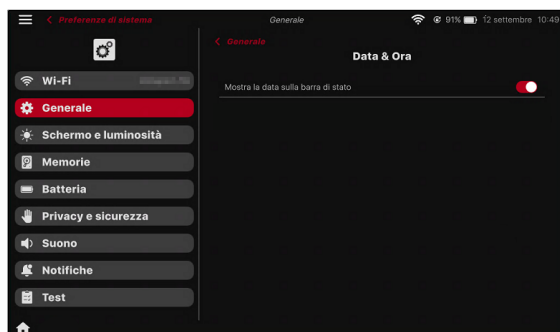 Preferenze di sistema
Generale
91%
12 settembre 10:49
Generale
Data & Ora
Wi-Fi
Mostra la data sulla barra di stato
Generale
Schermo e luminosità
Memorie
Batteria
Privacy e sicurezza
Suono
Notifiche
Test